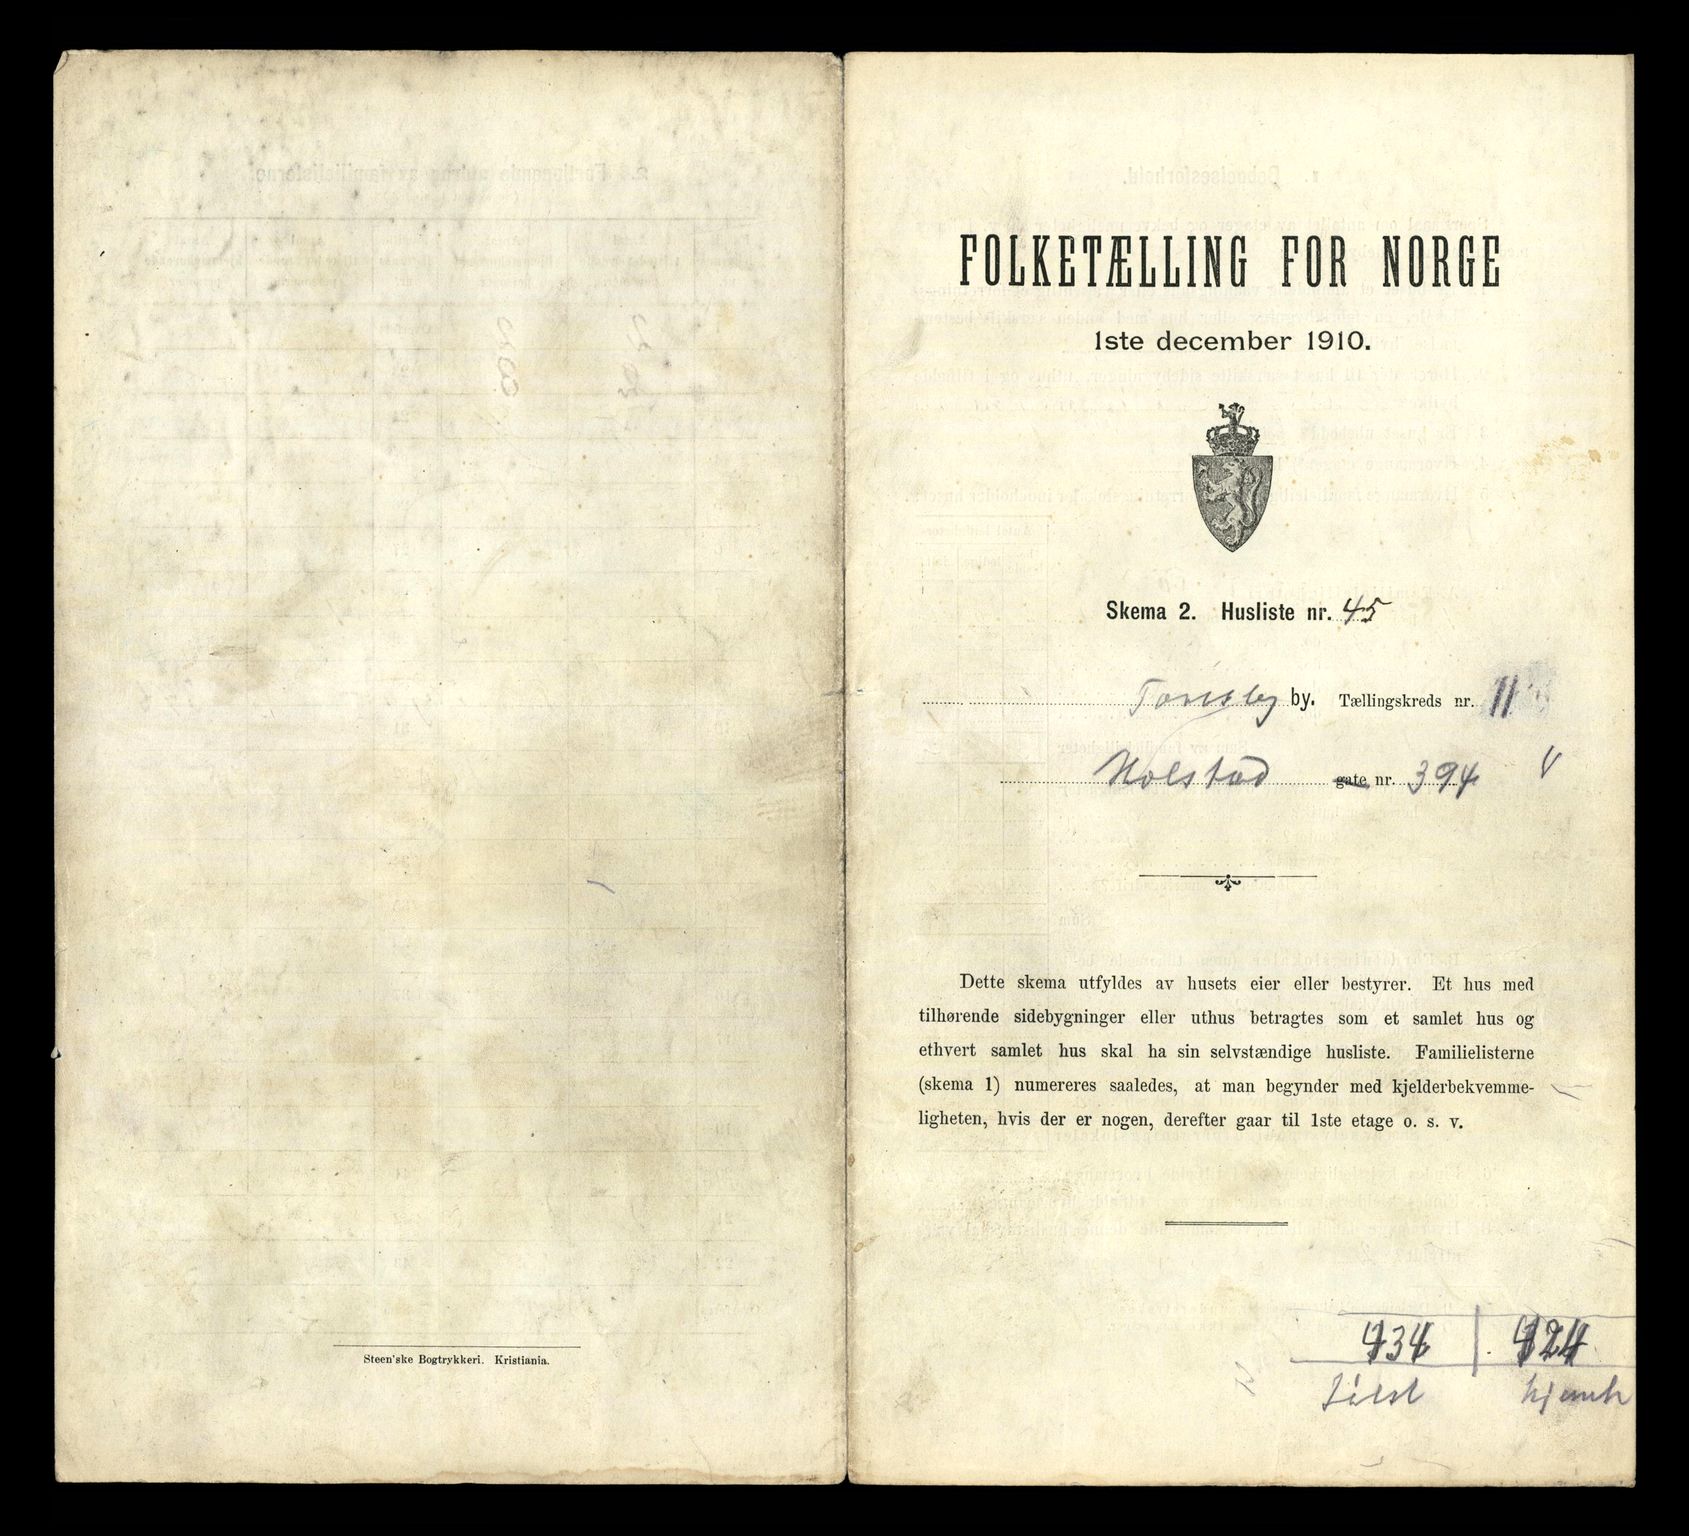 Steen'ske Bogtrykkeri. Kristiania.
FOLKETÆLLING FOR NORGE
1ste december 1910.
Skema 2. Husliste nr. 45
Tønsberg by. Tællingskreds nr. 11
Holstad gate nr. 394
Dette skema utfyldes av husets eier eller bestyrer. Et hus med
tilhørende sidebygninger eller uthus betragtes som et samlet hus og
ethvert samlet hus skal ha sin selvstændige husliste. Familielisterne
(skema 1) numereres saaledes, at man begynder med kjelderbekvemme-
ligheten, hvis der er nogen, derefter gaar til 1ste etage o. s. v.